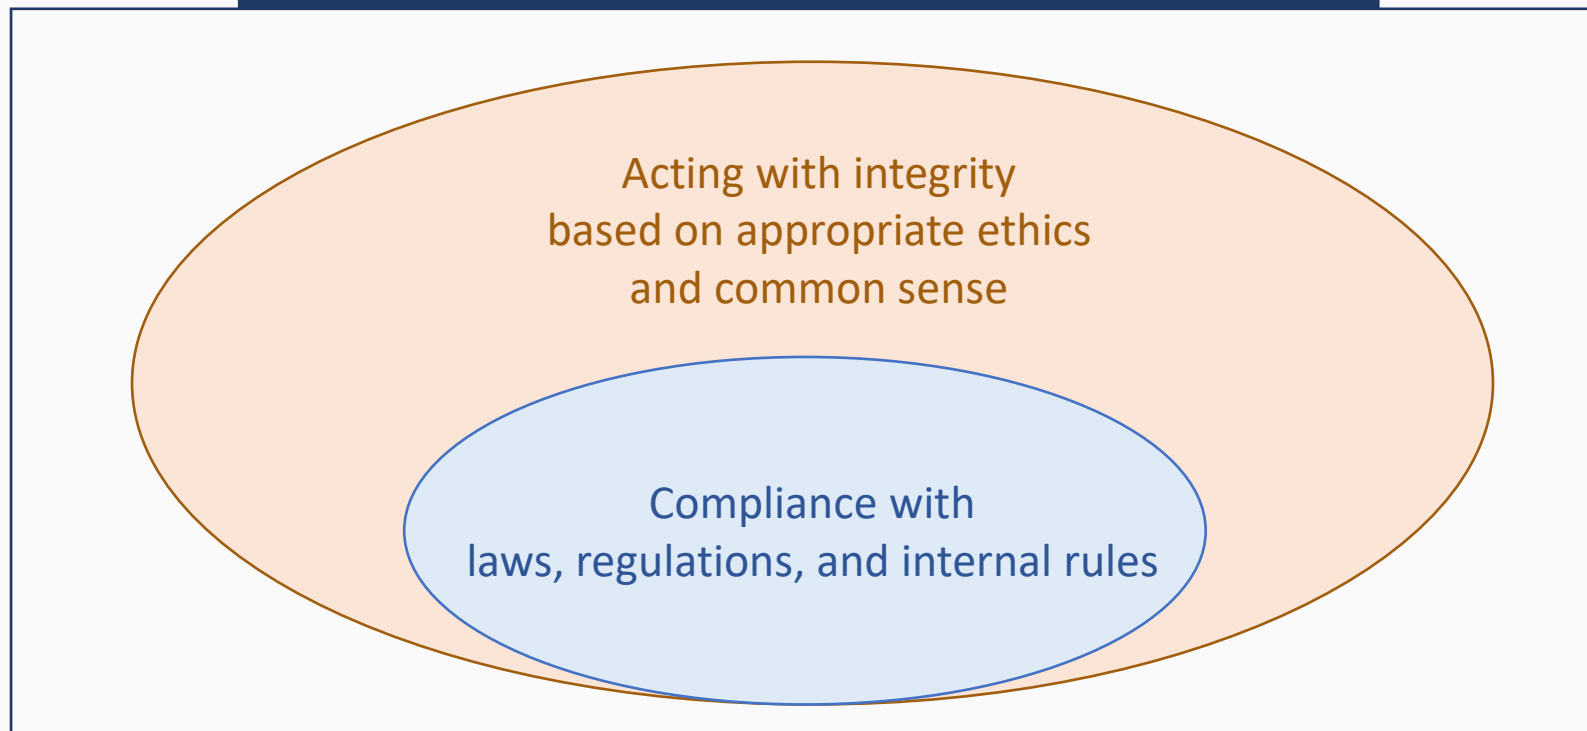 Acting with integrity
based on appropriate ethics
and common sense
Compliance with
laws, regulations, and internal rules